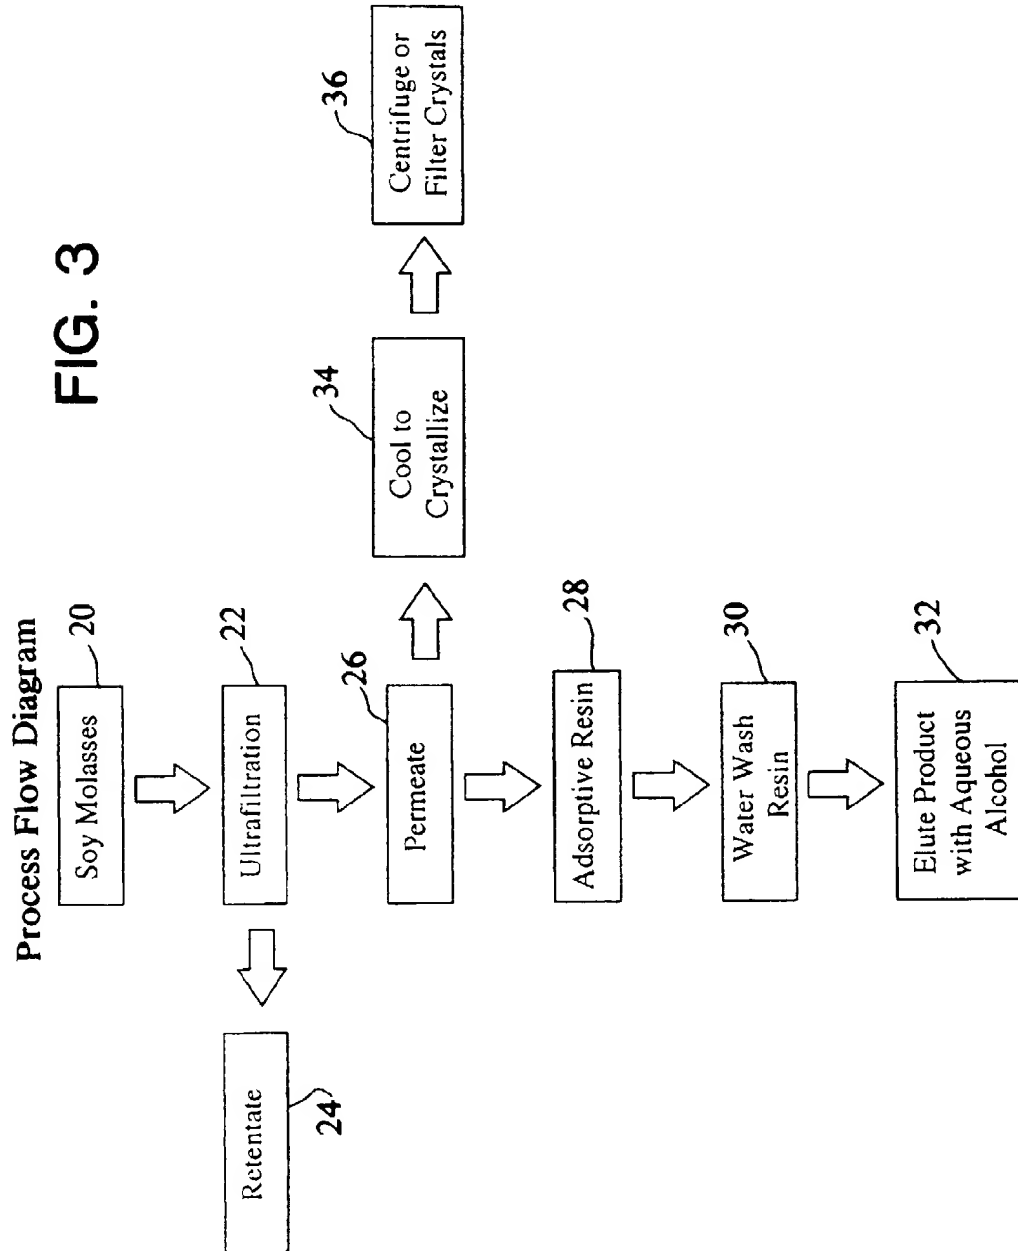 FIG. 3
Process Flow Diagram
Soy Molasses
20
Ultrafiltration
22
Retentate
24
Permeate
26
Adsorptive Resin
28
Water Wash
Resin
30
Elute Product
with Aqueous
Alcohol
32
Cool to
Crystallize
34
Centrifuge or
Filter Crystals
36